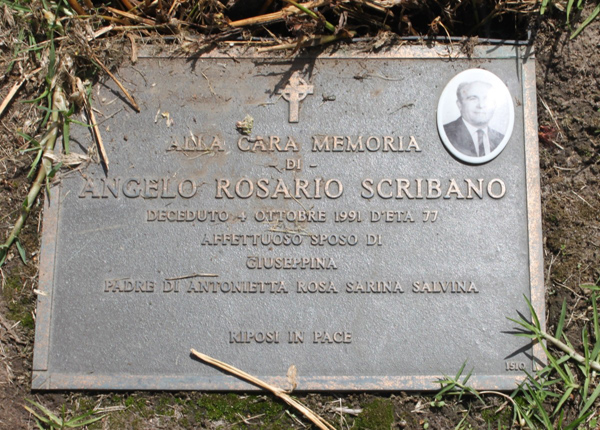 ALLA CARA MEMORIA
- DI -
ANGELO ROSARIO SCRIBANO
DECEDUTO 4 OTTOBRE 1991 D'ETA 77
AFFETTUOSO SPOSO DI
GIUSEPPINA
PADRE DI ANTONIETTA ROSA SARINA SALVINA
RIPOSI IN PACE
1510